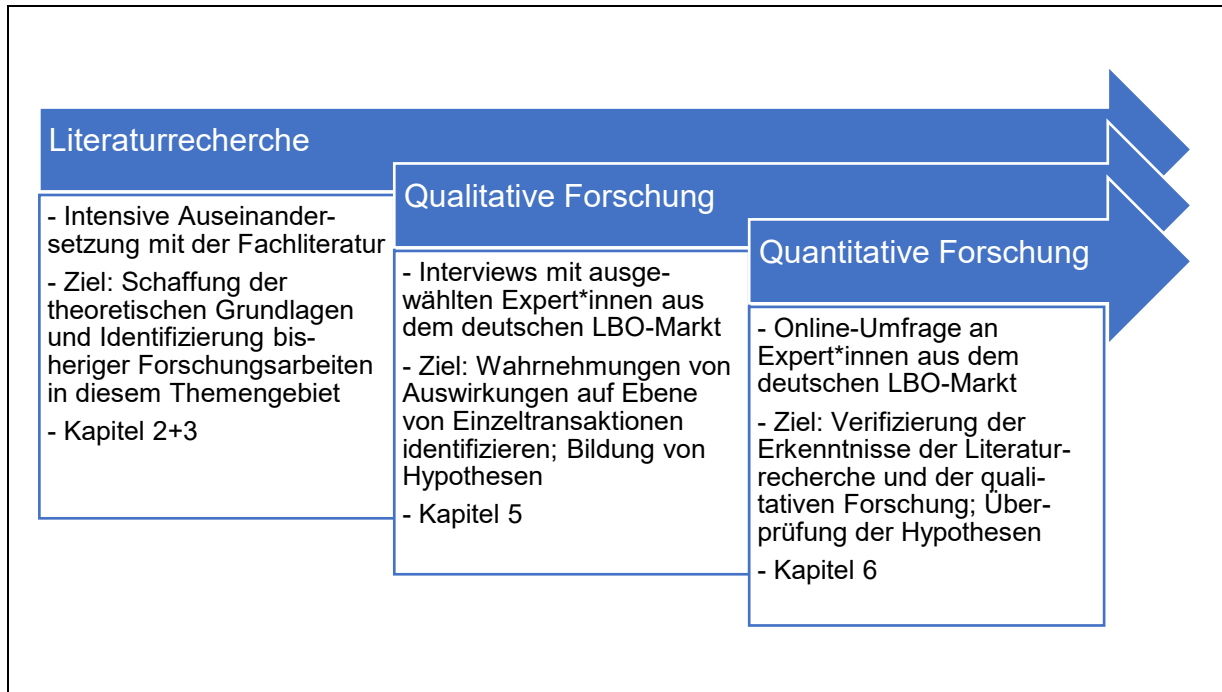 Literaturrecherche
- Intensive Auseinander-
setzung mit der Fachliteratur
- Ziel: Schaffung der
theoretischen Grundlagen
und Identifizierung bis-
heriger Forschungsarbeiten
in diesem Themengebiet
- Kapitel 2+3
Qualitative Forschung
- Interviews mit ausge-
wählten Expert*innen aus
dem deutschen LBO-Markt
- Ziel: Wahrnehmungen von
Auswirkungen auf Ebene
von Einzeltransaktionen
identifizieren; Bildung von
Hypothesen
- Kapitel 5
Quantitative Forschung
- Online-Umfrage an
Expert*innen aus dem
deutschen LBO-Markt
- Ziel: Verifizierung der
Erkenntnisse der Literatur-
recherche und der quali-
tativen Forschung; Über-
prüfung der Hypothesen
- Kapitel 6